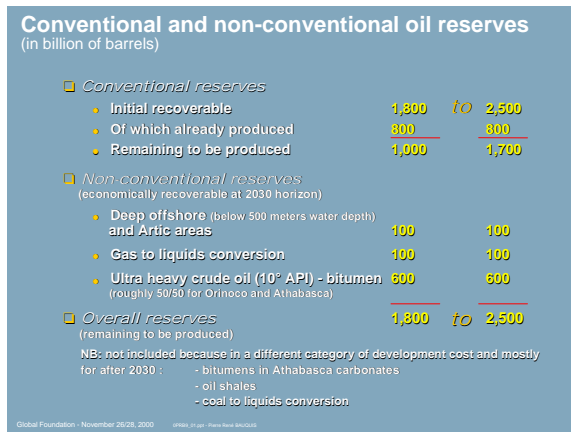 Conventional and non-conventional oil reserves
(in billion of barrels)
Conventional reserves
Initial recoverable 1,800 to 2,500
Of which already produced 800 800
Remaining to be produced 1,000 1,700
Non-conventional reserves
(economically recoverable at 2030 horizon)
Deep offshore (below 500 meters water depth)
and Artic areas 100 100
Gas to liquids conversion 100 100
Ultra heavy crude oil (10° API) - bitumen 600 600
(roughly 50/50 for Orinoco and Athabasca)
Overall reserves 1,800 to 2,500
(remaining to be produced)
NB: not included because in a different category of development cost and mostly
for after 2030 : - bitumens in Athabasca carbonates
- oil shales
- coal to liquids conversion
Global Foundation - November 26/28, 2000 - Pierre René BAUQUIS